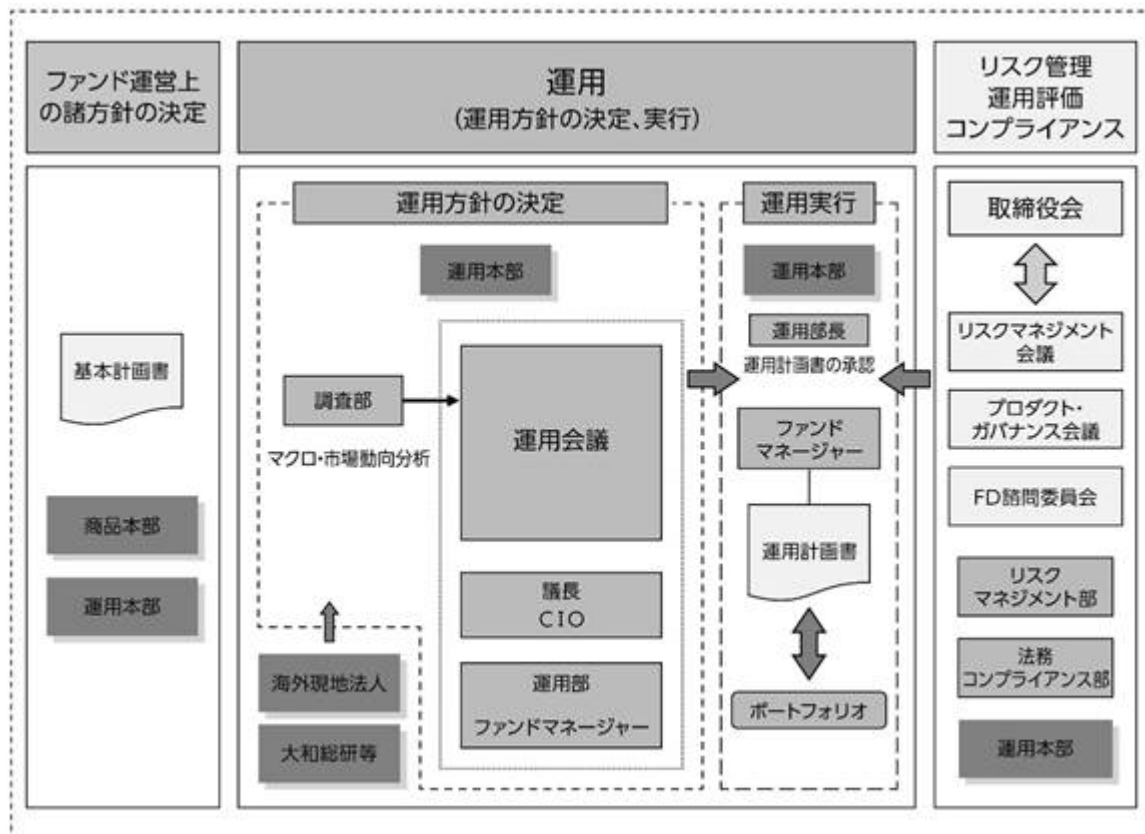 ファンド運営上
の諸方針の決定
運用
(運用方針の決定、実行)
リスク管理
運用評価
コンプライアンス
基本計画書
商品本部
運用本部
運用方針の決定
運用本部
調査部
マクロ・市場動向分析
運用会議
議長
CIO
運用部
ファンドマネージャー
海外現地法人
大和総研等
運用実行
運用本部
運用部長
運用計画書の承認
ファンド
マネージャー
運用計画書
ポートフォリオ
取締役会
リスクマネジメント
会議
プロダクト・
ガバナンス会議
FD諮問委員会
リスク
マネジメント部
法務
コンプライアンス部
運用本部